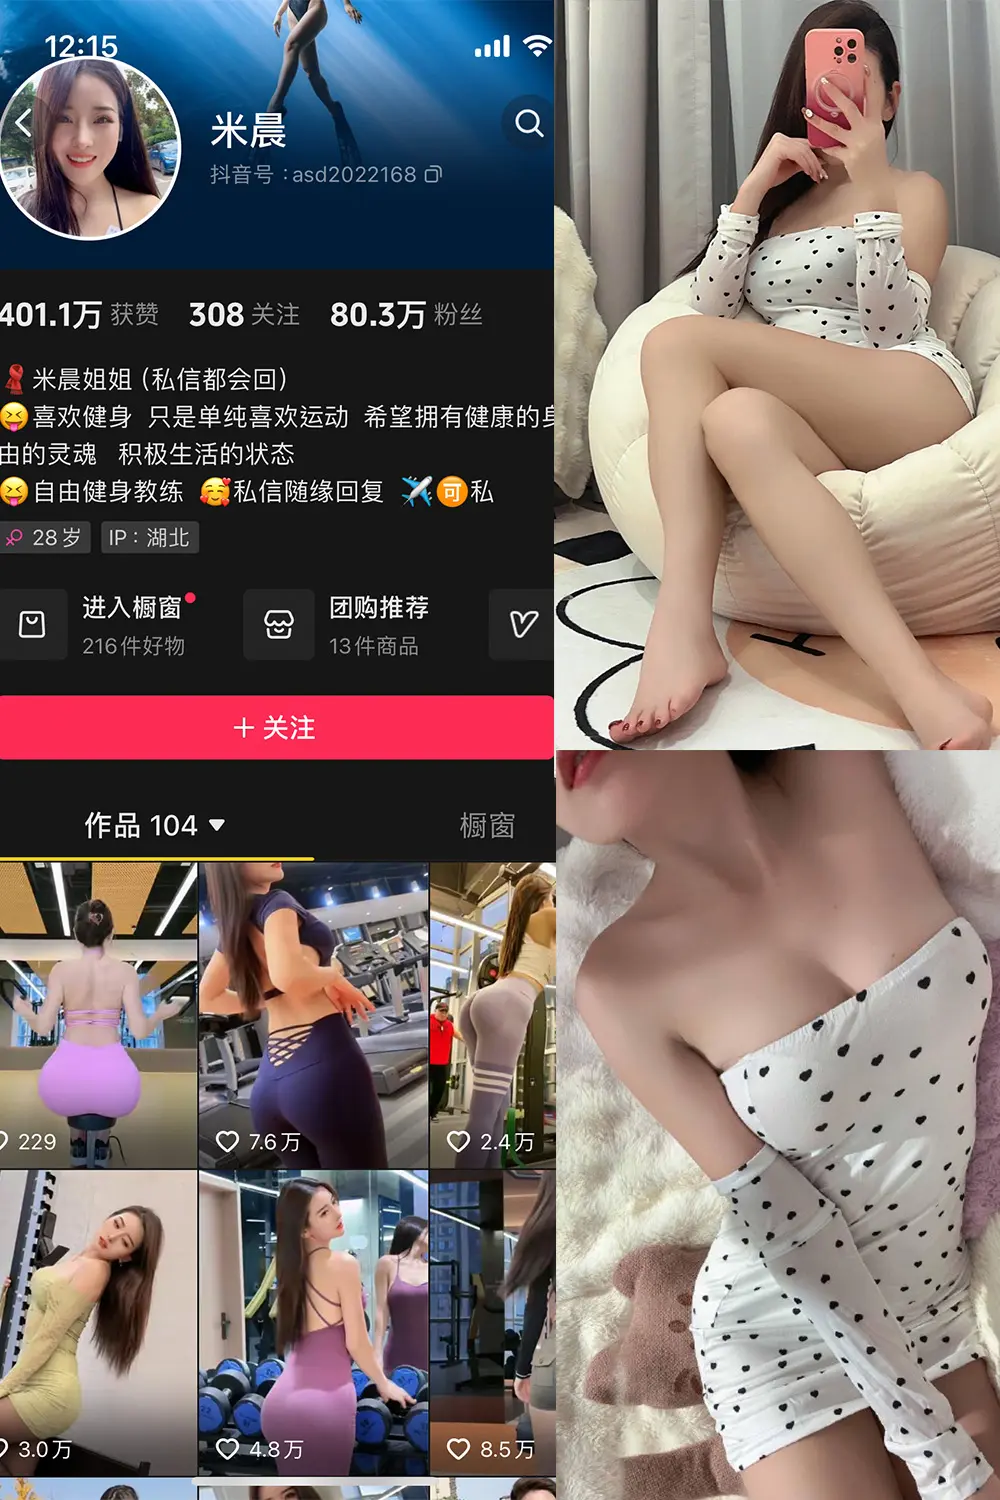 12:15
米晨
抖音号：asd2022168
401.1万 获赞 308 关注 80.3万 粉丝
米晨姐姐 (私信都会回)
喜欢健身 只是单纯喜欢运动 希望拥有健康的身
由的灵魂 积极生活的状态
自由健身教练 私信随缘回复 可私
28岁 IP：湖北
进入橱窗 团购推荐
216件好物 13件商品
+ 关注
作品 104 橱窗
229 7.6万 2.4万
3.0万 4.8万 8.5万
H